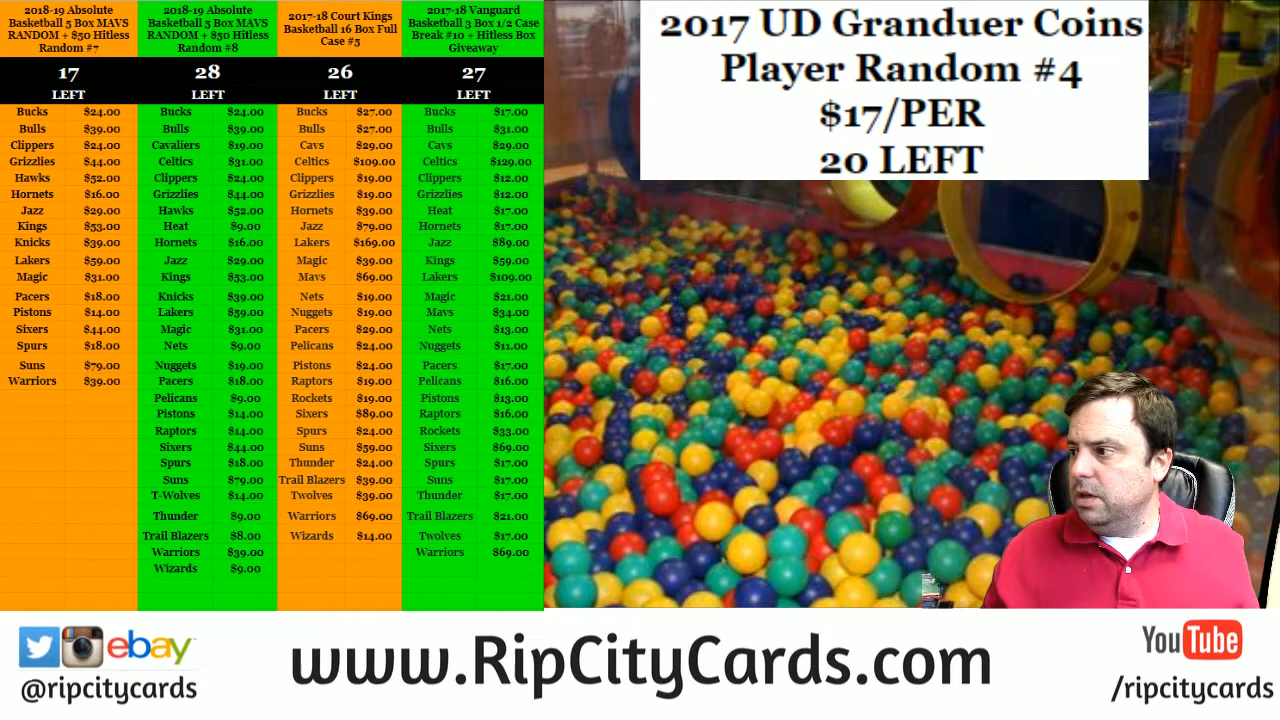 2018-19 Absolute
Basketball 5 Box MAVS
RANDOM + $50 Hitless
Random #7
17
LEFT
Bucks $24.00
Bulls $39.00
Clippers $24.00
Grizzlies $44.00
Hawks $52.00
Hornets $16.00
Jazz $29.00
Kings $53.00
Knicks $39.00
Lakers $59.00
Magic $31.00
Pacers $18.00
Pistons $14.00
Sixers $44.00
Spurs $18.00
Suns $79.00
Warriors $39.00
2018-19 Absolute
Basketball 5 Box MAVS
RANDOM + $50 Hitless
Random #8
28
LEFT
Bucks $24.00
Bulls $39.00
Cavaliers $19.00
Celtics $31.00
Clippers $24.00
Grizzlies $44.00
Hawks $52.00
Heat $9.00
Hornets $16.00
Jazz $29.00
Kings $53.00
Knicks $39.00
Lakers $59.00
Magic $31.00
Nets $9.00
Nuggets $19.00
Pacers $18.00
Pelicans $9.00
Pistons $14.00
Raptors $14.00
Sixers $44.00
Spurs $18.00
Suns $79.00
T-Wolves $14.00
Thunder $9.00
Trail Blazers $8.00
Warriors $39.00
Wizards $9.00
2017-18 Court Kings
Basketball 16 Box Full
Case #5
26
LEFT
Bucks $27.00
Bulls $27.00
Cavs $29.00
Celtics $109.00
Clippers $19.00
Grizzlies $19.00
Hornets $39.00
Jazz $79.00
Lakers $169.00
Magic $39.00
Mavs $69.00
Nets $19.00
Nuggets $19.00
Pacers $29.00
Pelicans $24.00
Pistons $24.00
Raptors $19.00
Rockets $19.00
Sixers $89.00
Spurs $24.00
Suns $59.00
Thunder $24.00
Trail Blazers $39.00
Twolves $39.00
Warriors $69.00
Wizards $14.00
2017-18 Vanguard
Basketball 3 Box 1/2 Case
Break #10 + Hitless Box
Giveaway
27
LEFT
Bucks $17.00
Bulls $31.00
Cavs $29.00
Celtics $129.00
Clippers $12.00
Grizzlies $12.00
Heat $17.00
Hornets $17.00
Jazz $89.00
Kings $59.00
Lakers $109.00
Magic $21.00
Mavs $34.00
Nets $13.00
Nuggets $11.00
Pacers $17.00
Pelicans $16.00
Pistons $13.00
Raptors $16.00
Rockets $33.00
Sixers $69.00
Spurs $17.00
Suns $17.00
Thunder $17.00
Trail Blazers $21.00
Twolves $17.00
Warriors $69.00
2017 UD Granduer Coins
Player Random #4
$17/PER
20 LEFT
ebay
@ripcitycards
www.RipCityCards.com
YouTube
/ripcitycards